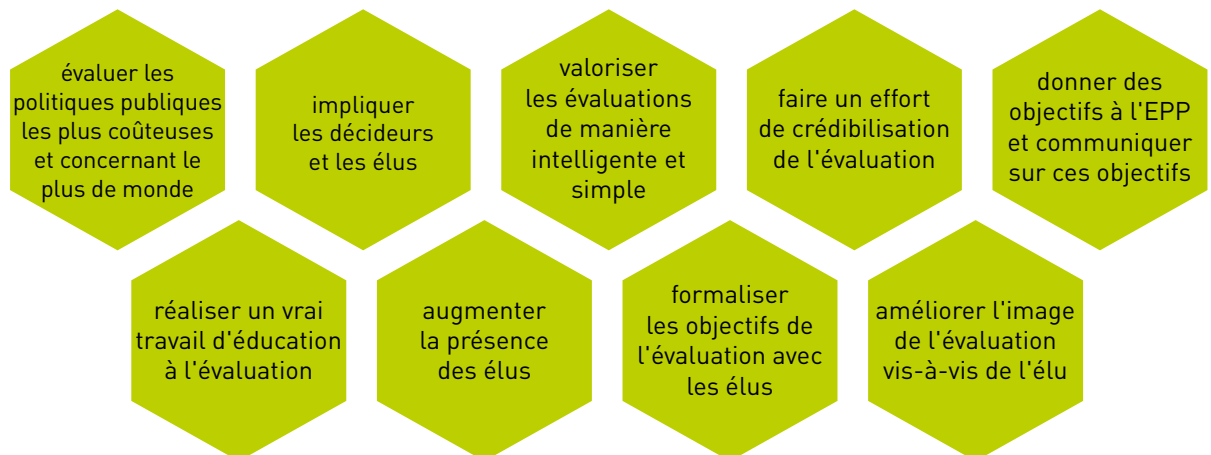 évaluer les
politiques publiques
les plus coûteuses
et concernant le
plus de monde
impliquer
les décideurs
et les élus
valoriser
les évaluations
de manière
intelligente et
simple
faire un effort
de crédibilisation
de l'évaluation
donner des
objectifs à l'EPP
et communiquer
sur ces objectifs
réaliser un vrai
travail d'éducation
à l'évaluation
augmenter
la présence
des élus
formaliser
les objectifs de
l'évaluation avec
les élus
améliorer l'image
de l'évaluation
vis-à-vis de l'élu